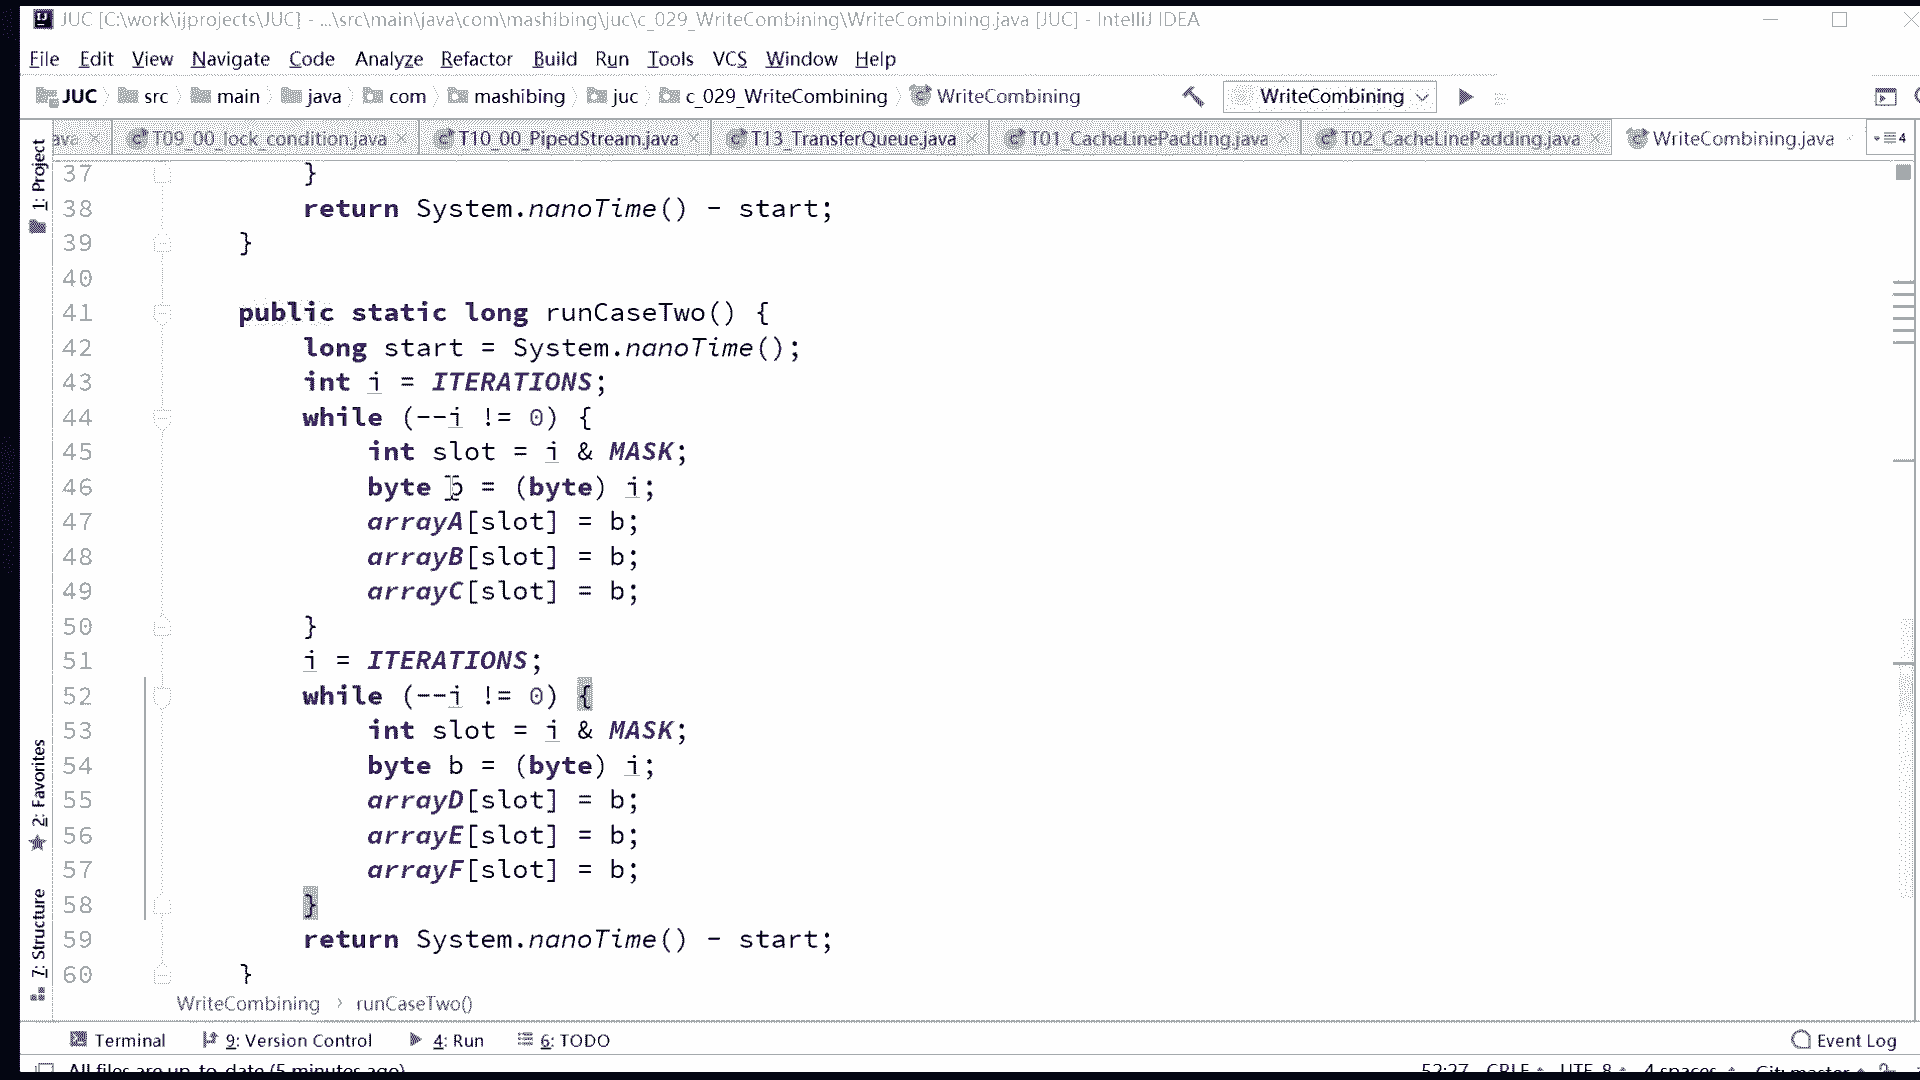 JUC [C:\work\ijprojects\JUC] - ...\src\main\java\com\mashibing\juc\c_029_WriteCombining\WriteCombining.java [JUC] - IntelliJ IDEA
File Edit View Navigate Code Analyze Refactor Build Run Tools VCS Window Help
JUC src main java com mashibing juc c_029_WriteCombining WriteCombining WriteCombining
ava T09_00_lock_condition.java T10_00_PipedStream.java T13_TransferQueue.java T01_CacheLinePadding.java T02_CacheLinePadding.java WriteCombining.java 4
1: Project
2: Favorites
7: Structure
37 }
38 return System.nanoTime() - start;
39 }
40
41 public static long runCaseTwo() {
42 long start = System.nanoTime();
43 int i = ITERATIONS;
44 while (--i != 0) {
45 int slot = i & MASK;
46 byte b = (byte) i;
47 arrayA[slot] = b;
48 arrayB[slot] = b;
49 arrayC[slot] = b;
50 }
51 i = ITERATIONS;
52 while (--i != 0) {
53 int slot = i & MASK;
54 byte b = (byte) i;
55 arrayD[slot] = b;
56 arrayE[slot] = b;
57 arrayF[slot] = b;
58 }
59 return System.nanoTime() - start;
60 }
WriteCombining › runCaseTwo()
Terminal 9: Version Control 4: Run 6: TODO Event Log
All files are up-to-date (5 minutes ago) 52:27 CRLF UTF-8 4 spaces Git: master